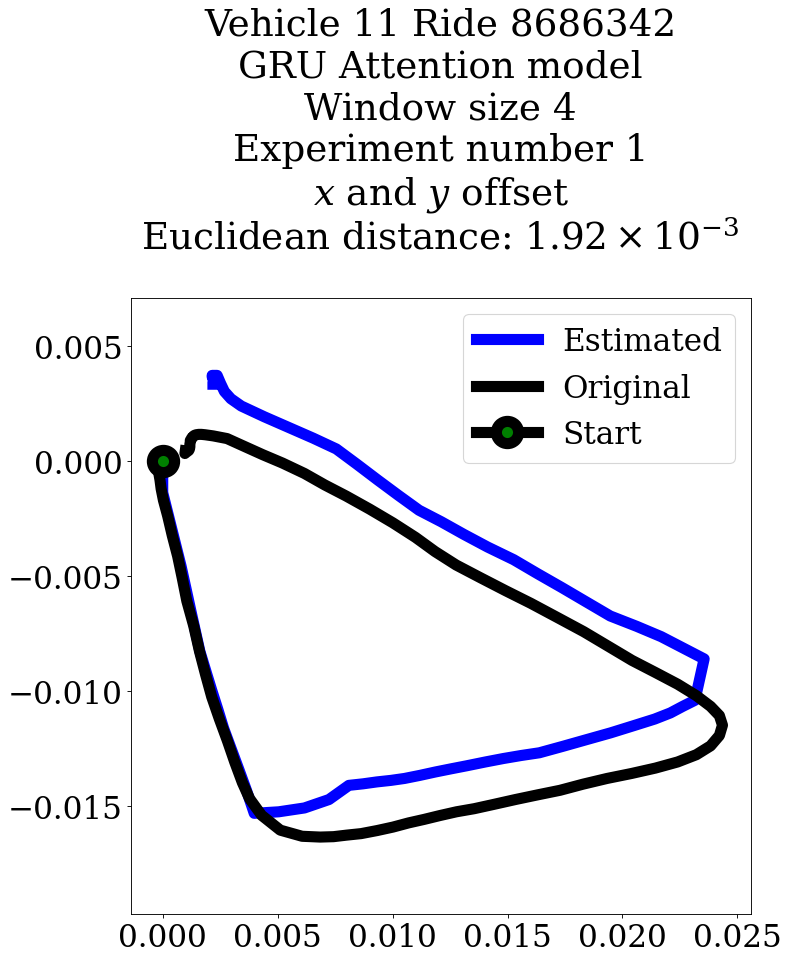 Vehicle 11 Ride 8686342
GRU Attention model
Window size 4
Experiment number 1
x and y offset
Euclidean distance: 1.92 × 10⁻³
Estimated
Original
Start
0.005
0.000
−0.005
−0.010
−0.015
0.000 0.005 0.010 0.015 0.020 0.025